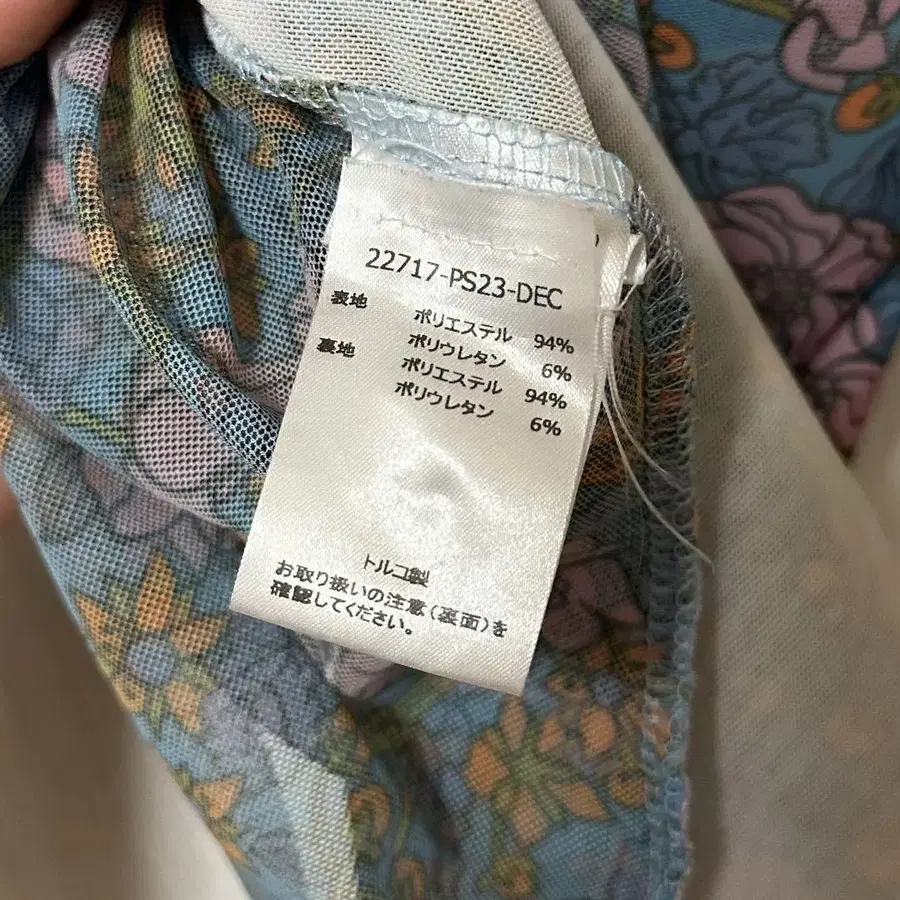 22717-PS23-DEC
表地 ポリエステル 94%
ポリウレタン 6%
裏地 ポリエステル 94%
ポリウレタン 6%
トルコ製
お取り扱いの注意(裏面)を
確認してください。